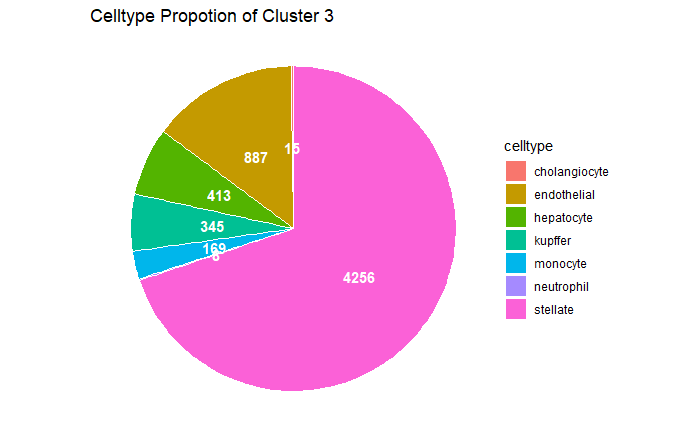 Celltype Propotion of Cluster 3
15
887
413
345
169
6
4256
celltype
cholangiocyte
endothelial
hepatocyte
kupffer
monocyte
neutrophil
stellate